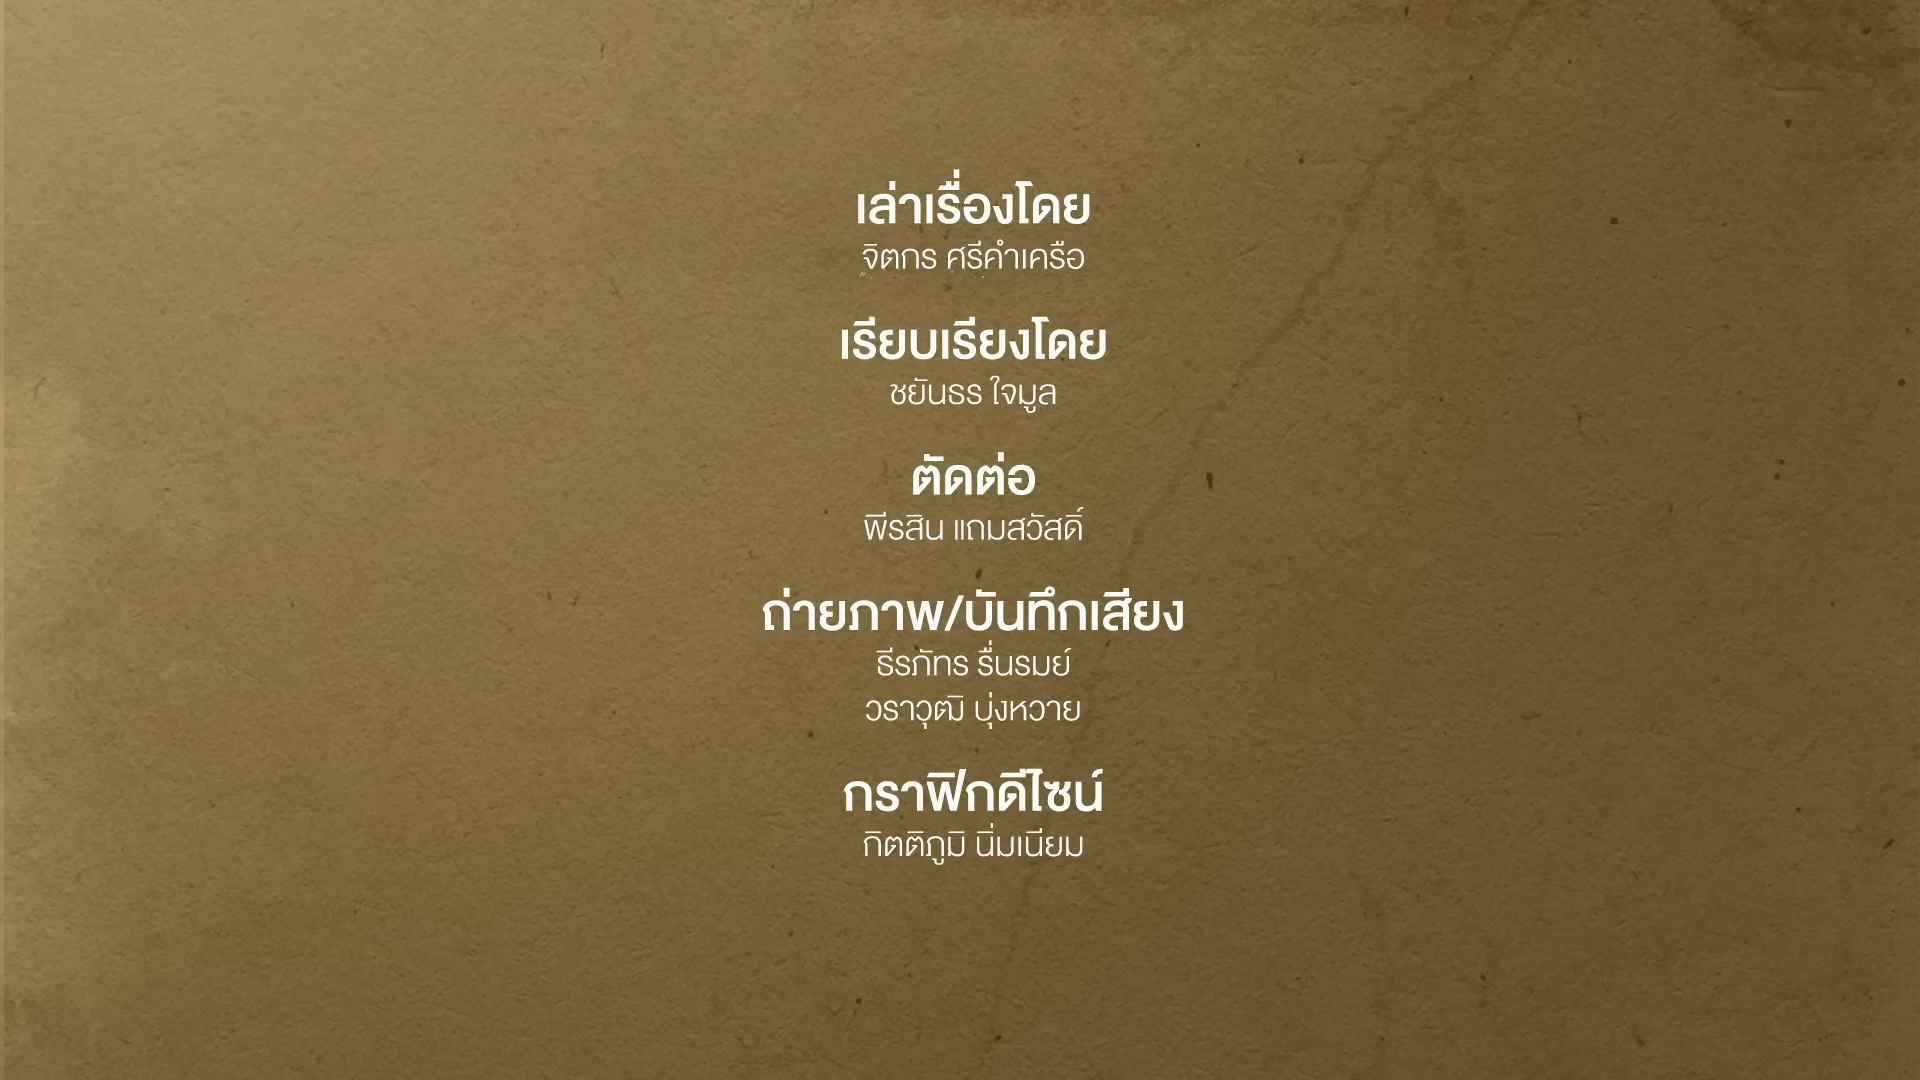 เล่าเรื่องโดย
จิตกร ศรีคำเครือ
เรียบเรียงโดย
ชยันธร ใจมูล
ตัดต่อ
พีรสิน แถมสวัสดิ์
ถ่ายภาพ/บันทึกเสียง
ธีรภัทร รื่นรมย์
วราวุฒิ บุ่งหวาย
กราฟิกดีไซน์
กิตติภูมิ นิ่มเนียม